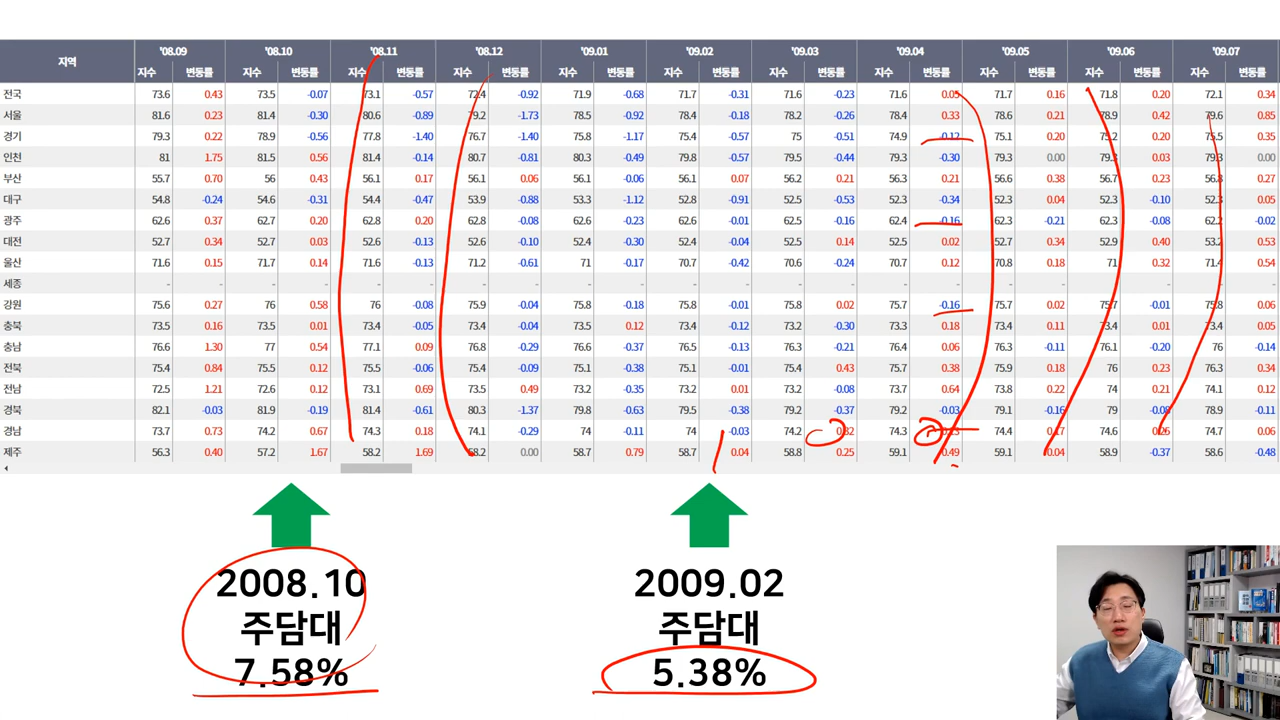 지역 '08.09 '08.10 '08.11 '08.12 '09.01 '09.02 '09.03 '09.04 '09.05 '09.06 '09.07
지수 변동률 지수 변동률 지수 변동률 지수 변동률 지수 변동률 지수 변동률 지수 변동률 지수 변동률 지수 변동률 지수 변동률 지수 변동률
전국 73.6 0.43 73.5 -0.07 73.1 -0.57 72.4 -0.92 71.9 -0.68 71.7 -0.31 71.6 -0.23 71.6 0.05 71.7 0.16 71.8 0.20 72.1 0.34
서울 81.6 0.23 81.4 -0.30 80.6 -0.89 79.2 -1.73 78.5 -0.92 78.4 -0.18 78.2 -0.26 78.4 0.33 78.6 0.21 78.9 0.42 79.6 0.85
경기 79.3 0.22 78.9 -0.56 77.8 -1.40 76.7 -1.40 75.8 -1.17 75.4 -0.57 75 -0.51 74.9 -0.12 75.1 0.20 75.2 0.20 75.5 0.35
인천 81 1.75 81.5 0.56 81.4 -0.14 80.7 -0.81 80.3 -0.49 79.8 -0.57 79.5 -0.44 79.3 -0.30 79.3 0.00 79.3 0.03 79.3 0.00
부산 55.7 0.70 56 0.43 56.1 0.17 56.1 0.06 56.1 -0.06 56.1 0.07 56.2 0.21 56.3 0.21 56.6 0.38 56.7 0.23 56.8 0.27
대구 54.8 -0.24 54.6 -0.31 54.4 -0.47 53.9 -0.88 53.3 -1.12 52.8 -0.91 52.5 -0.53 52.3 -0.34 52.3 0.04 52.3 -0.10 52.3 0.05
광주 62.6 0.37 62.7 0.20 62.8 0.20 62.8 -0.08 62.6 -0.23 62.6 -0.01 62.5 -0.16 62.4 -0.16 62.3 -0.21 62.3 -0.08 62.2 -0.02
대전 52.7 0.34 52.7 0.03 52.6 -0.13 52.6 -0.10 52.4 -0.30 52.4 -0.04 52.5 0.14 52.5 0.02 52.7 0.34 52.9 0.40 53.2 0.53
울산 71.6 0.15 71.7 0.14 71.6 -0.13 71.2 -0.61 71 -0.17 70.7 -0.42 70.6 -0.24 70.7 0.12 70.8 0.18 71 0.32 71.4 0.54
세종 - - - - - - - - - - - - - - - - - - - - - -
강원 75.6 0.27 76 0.58 76 -0.08 75.9 -0.04 75.8 -0.18 75.8 -0.01 75.8 0.02 75.7 -0.16 75.7 0.02 75.7 -0.01 75.8 0.06
충북 73.5 0.16 73.5 0.01 73.4 -0.05 73.4 -0.04 73.5 0.12 73.4 -0.12 73.2 -0.30 73.3 0.18 73.4 0.11 73.4 0.01 73.4 0.05
충남 76.6 1.30 77 0.54 77.1 0.09 76.8 -0.29 76.6 -0.37 76.5 -0.13 76.3 -0.21 76.4 0.06 76.3 -0.11 76.1 -0.20 76 -0.14
전북 75.4 0.84 75.5 0.12 75.5 -0.06 75.4 -0.09 75.1 -0.38 75.1 -0.01 75.4 0.43 75.7 0.38 75.9 0.18 76 0.23 76.3 0.34
전남 72.5 1.21 72.6 0.12 73.1 0.69 73.5 0.49 73.2 -0.35 73.2 0.01 73.2 -0.08 73.7 0.64 73.8 0.22 74 0.21 74.1 0.12
경북 82.1 -0.03 81.9 -0.19 81.4 -0.61 80.3 -1.37 79.8 -0.63 79.5 -0.38 79.2 -0.37 79.2 -0.03 79.1 -0.16 79 -0.08 78.9 -0.11
경남 73.7 0.73 74.2 0.67 74.3 0.18 74.1 -0.29 74 -0.11 74 -0.03 74.2 74.3 74.4 0.17 74.6 74.7 0.06
제주 56.3 0.40 57.2 1.67 58.2 1.69 58.2 0.00 58.7 0.79 58.7 0.04 58.8 0.25 59.1 0.49 59.1 0.04 58.9 -0.37 58.6 -0.48
2008.10
주담대
7.58%
2009.02
주담대
5.38%